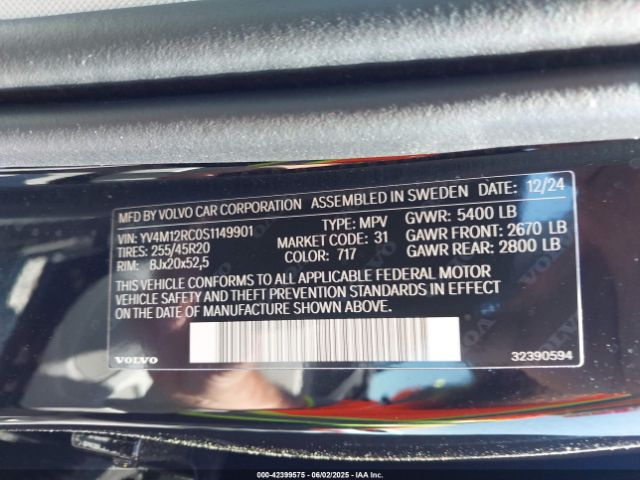 MFD BY VOLVO CAR CORPORATION ASSEMBLED IN SWEDEN DATE: 12/24
VIN: YV4M12RC0S1149901 TYPE: MPV GVWR: 5400 LB
TIRES: 255/45R20 MARKET CODE: 31 GAWR FRONT: 2670 LB
RIM: 8Jx20x52,5 COLOR: 717 GAWR REAR: 2800 LB
THIS VEHICLE CONFORMS TO ALL APPLICABLE FEDERAL MOTOR
VEHICLE SAFETY AND THEFT PREVENTION STANDARDS IN EFFECT
ON THE DATE OF MANUFACTURE SHOWN ABOVE.
VOLVO 32390594
000-42399575 - 06/02/2025 - IAA Inc.